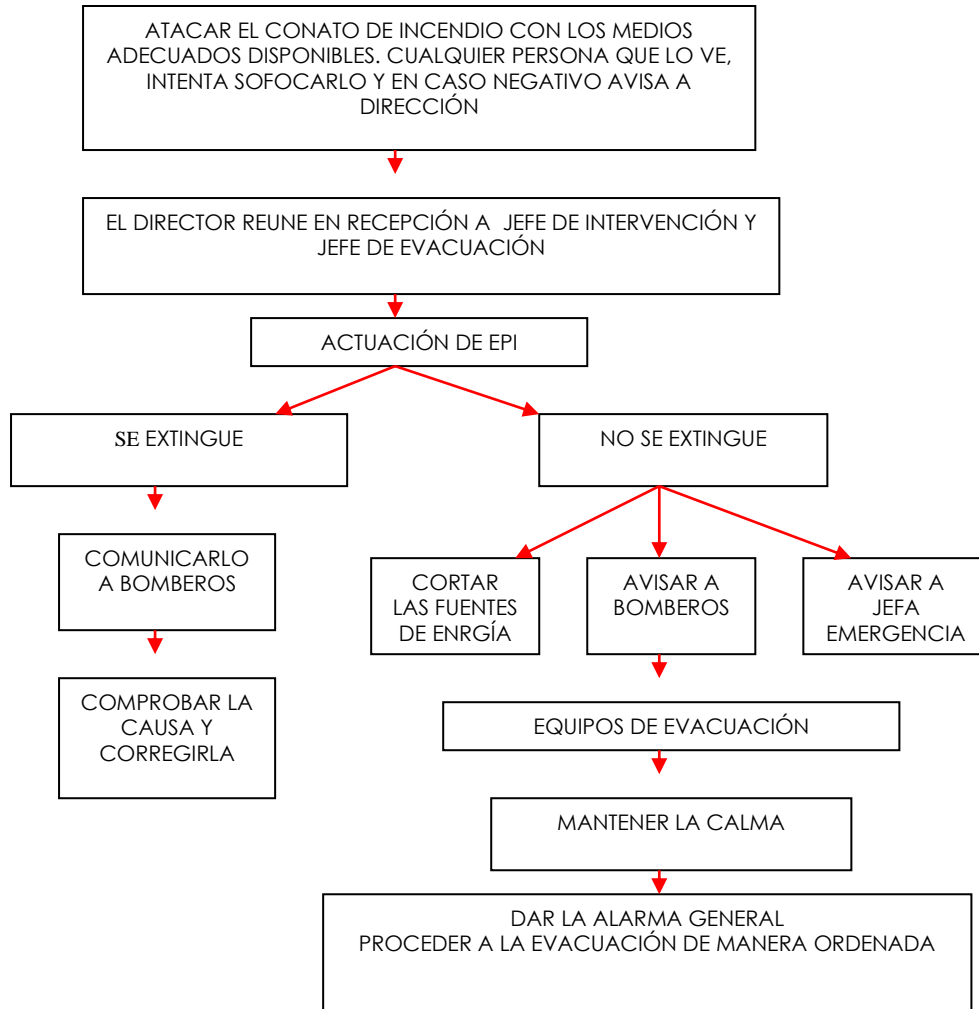 ATACAR EL CONATO DE INCENDIO CON LOS MEDIOS
ADECUADOS DISPONIBLES. CUALQUIER PERSONA QUE LO VE,
INTENTA SOFOCARLO Y EN CASO NEGATIVO AVISA A
DIRECCIÓN
EL DIRECTOR REUNE EN RECEPCIÓN A JEFE DE INTERVENCIÓN Y
JEFE DE EVACUACIÓN
ACTUACIÓN DE EPI
SE EXTINGUE
NO SE EXTINGUE
COMUNICARLO
A BOMBEROS
COMPROBAR LA
CAUSA Y
CORREGIRLA
CORTAR
LAS FUENTES
DE ENRGÍA
AVISAR A
BOMBEROS
AVISAR A
JEFA
EMERGENCIA
EQUIPOS DE EVACUACIÓN
MANTENER LA CALMA
DAR LA ALARMA GENERAL
PROCEDER A LA EVACUACIÓN DE MANERA ORDENADA